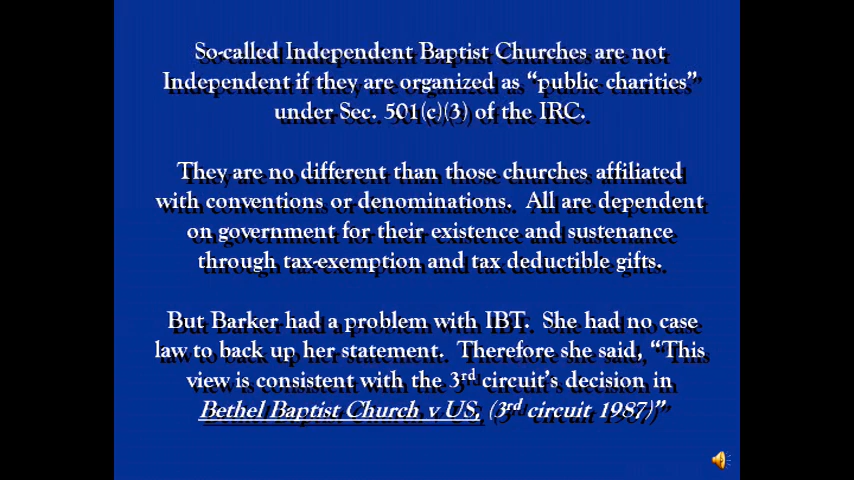 So-called Independent Baptist Churches are not
Independent if they are organized as “public charities”
under Sec. 501(c)(3) of the IRC.
They are no different than those churches affiliated
with conventions or denominations. All are dependent
on government for their existence and sustenance
through tax-exemption and tax deductible gifts.
But Barker had a problem with IBT. She had no case
law to back up her statement. Therefore she said, “This
view is consistent with the 3rd circuit’s decision in
Bethel Baptist Church v US, (3rd circuit 1987)”